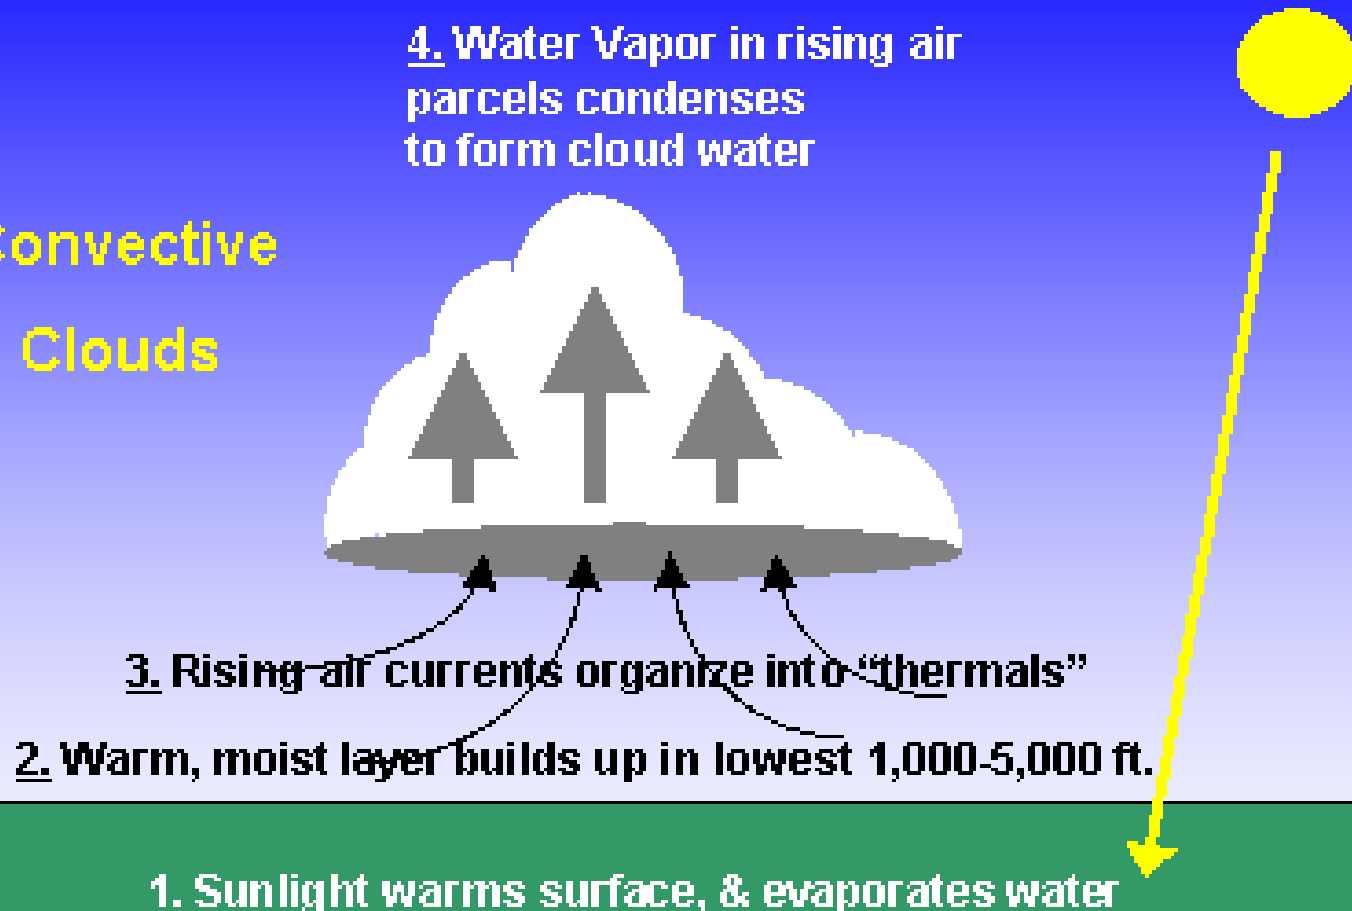 4. Water Vapor in rising air
parcels condenses
to form cloud water
Convective
Clouds
3. Rising air currents organize into “thermals”
2. Warm, moist layer builds up in lowest 1,000-5,000 ft.
1. Sunlight warms surface, & evaporates water